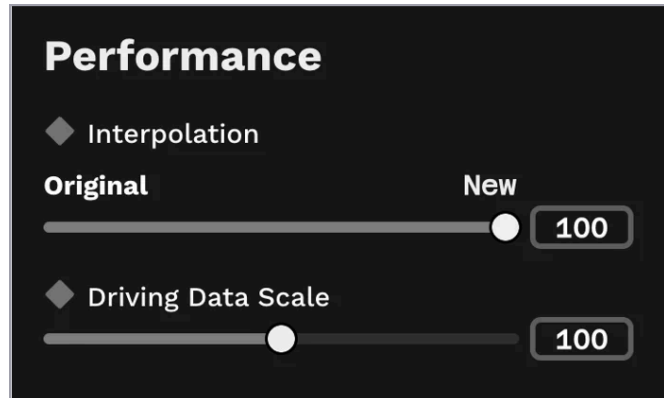 Performance
Interpolation
Original New
100
Driving Data Scale
100